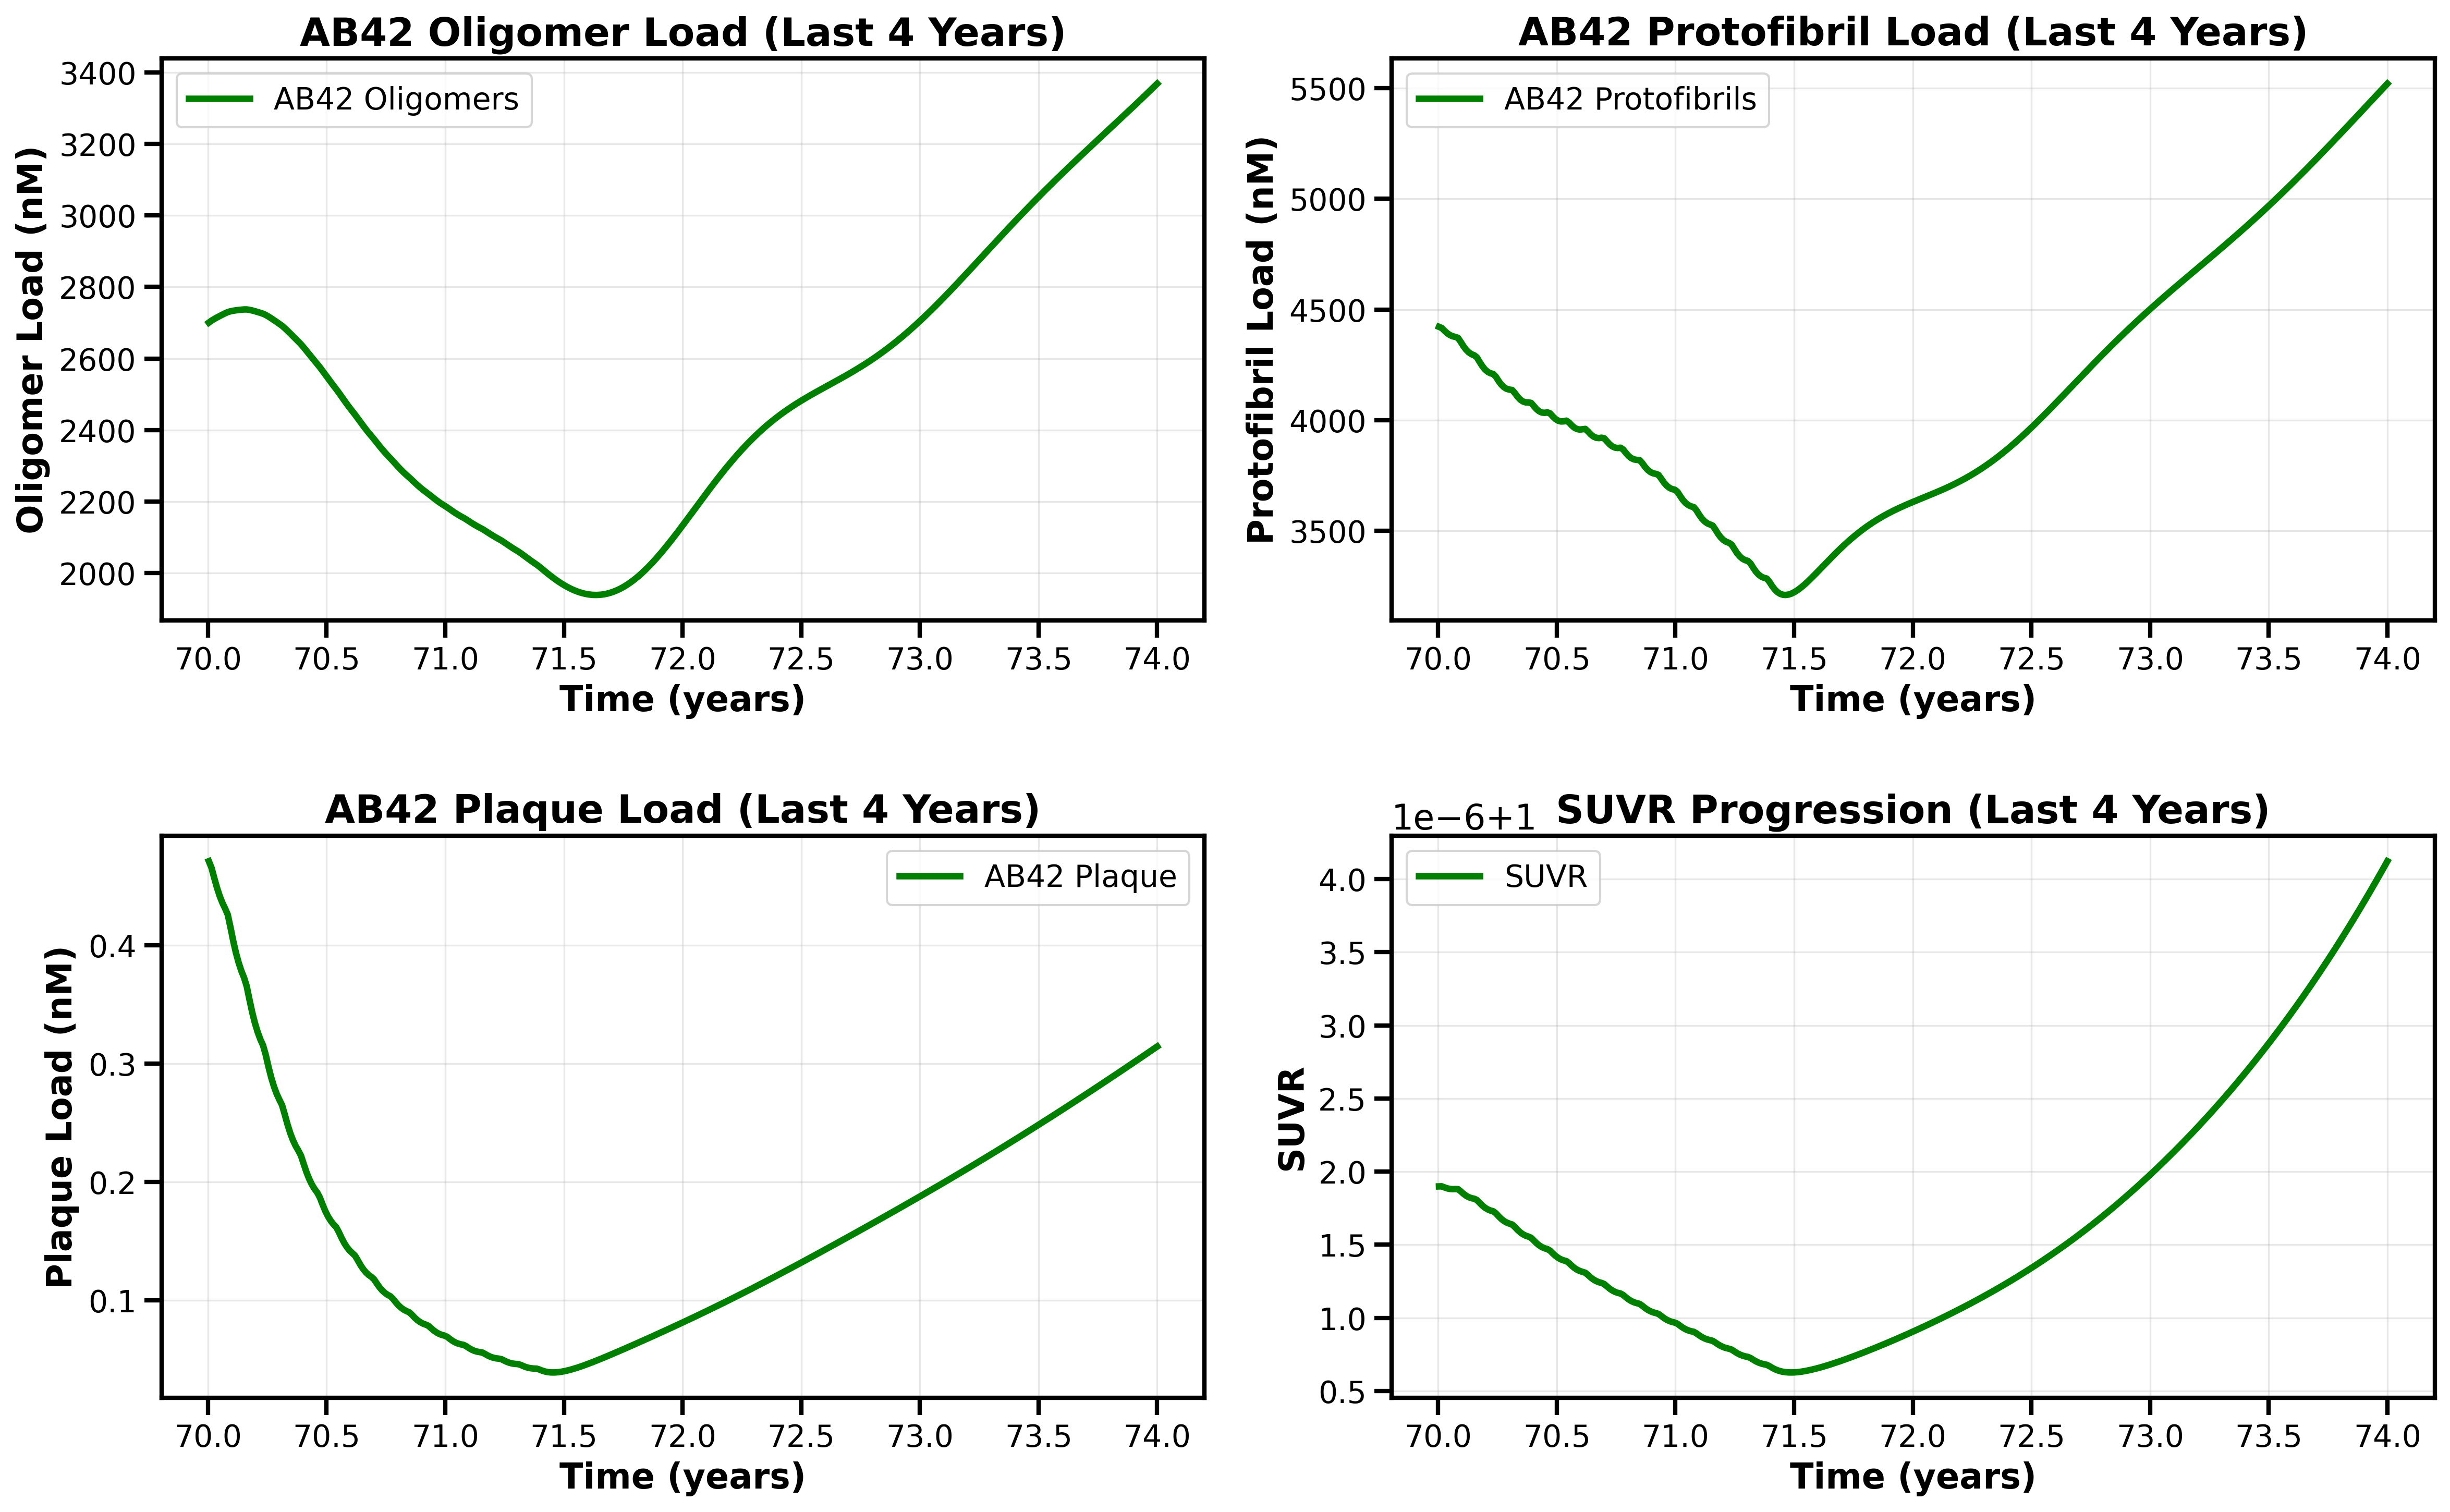 AB42 Oligomer Load (Last 4 Years)
AB42 Oligomers
Oligomer Load (nM)
3400
3200
3000
2800
2600
2400
2200
2000
70.0 70.5 71.0 71.5 72.0 72.5 73.0 73.5 74.0
Time (years)
AB42 Protofibril Load (Last 4 Years)
AB42 Protofibrils
Protofibril Load (nM)
5500
5000
4500
4000
3500
70.0 70.5 71.0 71.5 72.0 72.5 73.0 73.5 74.0
Time (years)
AB42 Plaque Load (Last 4 Years)
AB42 Plaque
Plaque Load (nM)
0.4
0.3
0.2
0.1
70.0 70.5 71.0 71.5 72.0 72.5 73.0 73.5 74.0
Time (years)
1e−6+1 SUVR Progression (Last 4 Years)
SUVR
SUVR
4.0
3.5
3.0
2.5
2.0
1.5
1.0
0.5
70.0 70.5 71.0 71.5 72.0 72.5 73.0 73.5 74.0
Time (years)